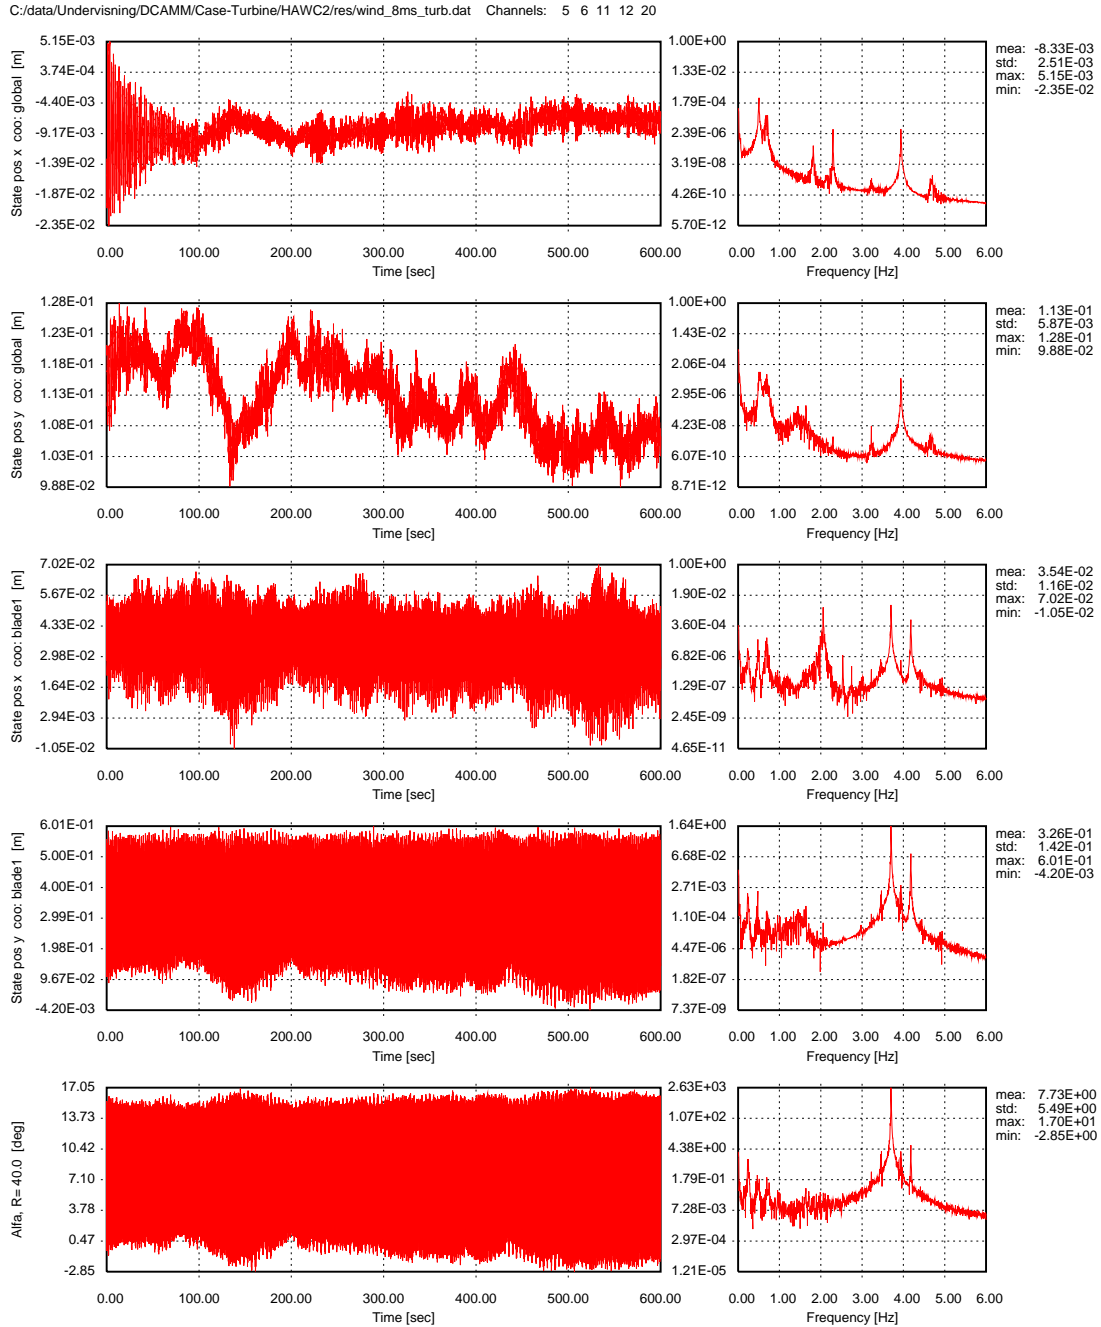 C:/data/Undervisning/DCAMM/Case-Turbine/HAWC2/res/wind_8ms_turb.dat Channels: 5 6 11 12 20
State pos x coo: global [m]
5.15E-03
3.74E-04
-4.40E-03
-9.17E-03
-1.39E-02
-1.87E-02
-2.35E-02
0.00 100.00 200.00 300.00 400.00 500.00 600.00
Time [sec]
1.00E+00
1.33E-02
1.79E-04
2.39E-06
3.19E-08
4.26E-10
5.70E-12
0.00 1.00 2.00 3.00 4.00 5.00 6.00
Frequency [Hz]
mea: -8.33E-03
std: 2.51E-03
max: 5.15E-03
min: -2.35E-02
State pos y coo: global [m]
1.28E-01
1.23E-01
1.18E-01
1.13E-01
1.08E-01
1.03E-01
9.88E-02
0.00 100.00 200.00 300.00 400.00 500.00 600.00
Time [sec]
1.00E+00
1.43E-02
2.06E-04
2.95E-06
4.23E-08
6.07E-10
8.71E-12
0.00 1.00 2.00 3.00 4.00 5.00 6.00
Frequency [Hz]
mea: 1.13E-01
std: 5.87E-03
max: 1.28E-01
min: 9.88E-02
State pos x coo: blade1 [m]
7.02E-02
5.67E-02
4.33E-02
2.98E-02
1.64E-02
2.94E-03
-1.05E-02
0.00 100.00 200.00 300.00 400.00 500.00 600.00
Time [sec]
1.00E+00
1.90E-02
3.60E-04
6.82E-06
1.29E-07
2.45E-09
4.65E-11
0.00 1.00 2.00 3.00 4.00 5.00 6.00
Frequency [Hz]
mea: 3.54E-02
std: 1.16E-02
max: 7.02E-02
min: -1.05E-02
State pos y coo: blade1 [m]
6.01E-01
5.00E-01
4.00E-01
2.99E-01
1.98E-01
9.67E-02
-4.20E-03
0.00 100.00 200.00 300.00 400.00 500.00 600.00
Time [sec]
1.64E+00
6.68E-02
2.71E-03
1.10E-04
4.47E-06
1.82E-07
7.37E-09
0.00 1.00 2.00 3.00 4.00 5.00 6.00
Frequency [Hz]
mea: 3.26E-01
std: 1.42E-01
max: 6.01E-01
min: -4.20E-03
Alfa, R= 40.0 [deg]
17.05
13.73
10.42
7.10
3.78
0.47
-2.85
0.00 100.00 200.00 300.00 400.00 500.00 600.00
Time [sec]
2.63E+03
1.07E+02
4.38E+00
1.79E-01
7.28E-03
2.97E-04
1.21E-05
0.00 1.00 2.00 3.00 4.00 5.00 6.00
Frequency [Hz]
mea: 7.73E+00
std: 5.49E+00
max: 1.70E+01
min: -2.85E+00